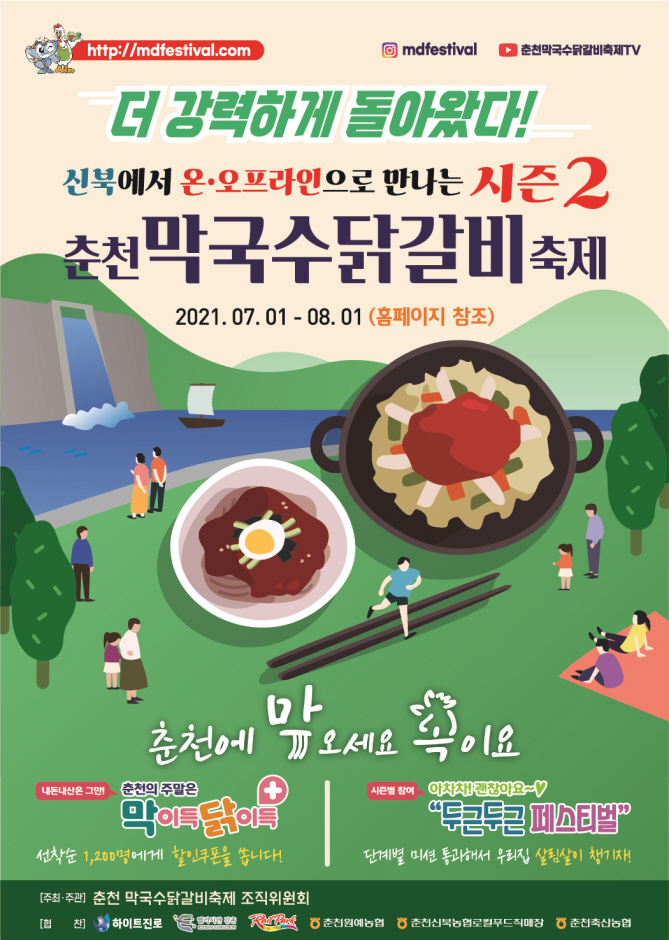 http://mdfestival.com
mdfestival
춘천막국수닭갈비축제TV
더 강력하게 돌아왔다!
신북에서 온·오프라인으로 만나는 시즌2
춘천막국수닭갈비축제
2021. 07. 01 - 08. 01 (홈페이지 참조)
춘천에 맊오세요 꼭이요
내돈내산은 그만!
춘천의 주말은
막이득닭이득
선착순 1,200명에게 할인쿠폰을 쏩니다!
시즌별 참여
아차차! 괜찮아요~
"두근두근 페스티벌"
단계별 미션 통과해서 우리집 살림살이 챙기자!
[주최·주관] 춘천 막국수닭갈비축제 조직위원회
[협 찬] 하이트진로 Rail Park 춘천원예농협 춘천신북농협로컬푸드직매장 춘천축산농협